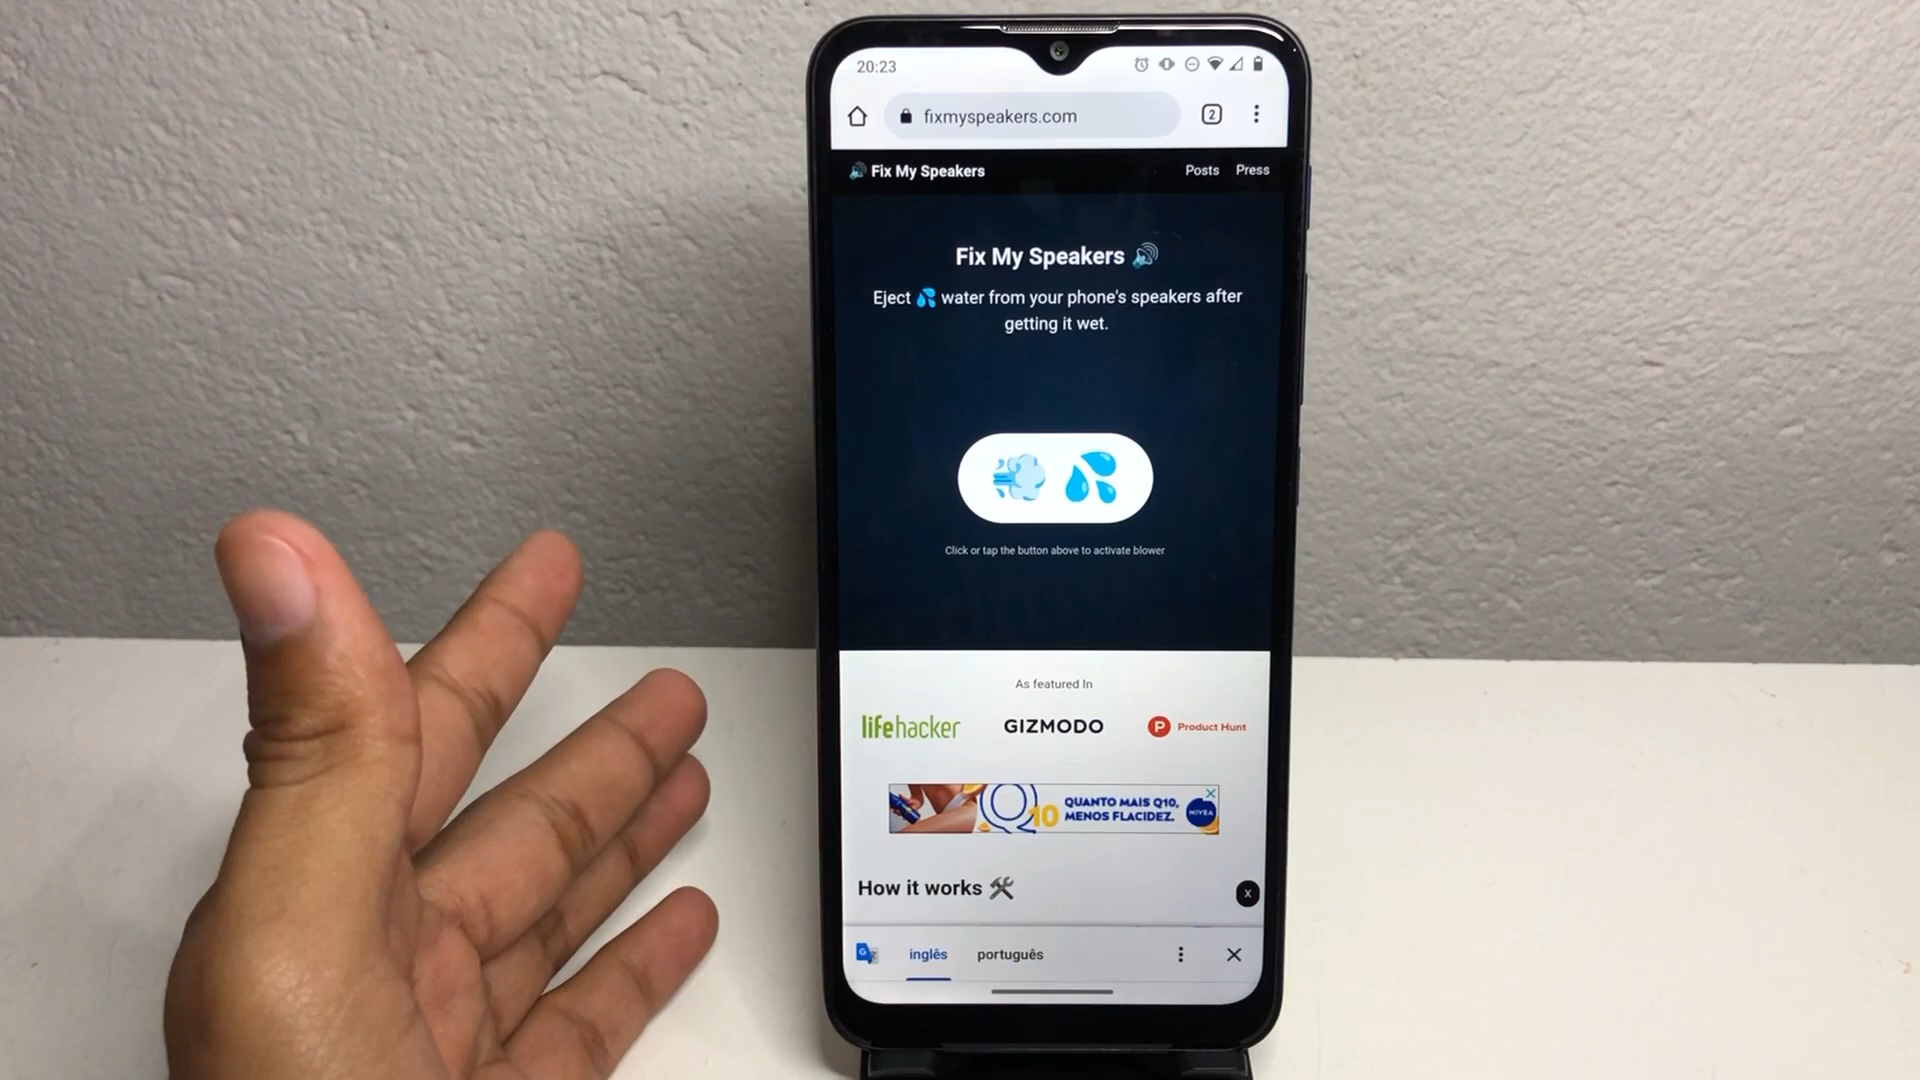 20:23
fixmyspeakers.com
2
Fix My Speakers
Posts
Press
Fix My Speakers
Eject water from your phone's speakers after
getting it wet.
Click or tap the button above to activate blower
As featured In
lifehacker
GIZMODO
P Product Hunt
Q10
QUANTO MAIS Q10,
MENOS FLACIDEZ.
NIVEA
How it works
x
inglês
português